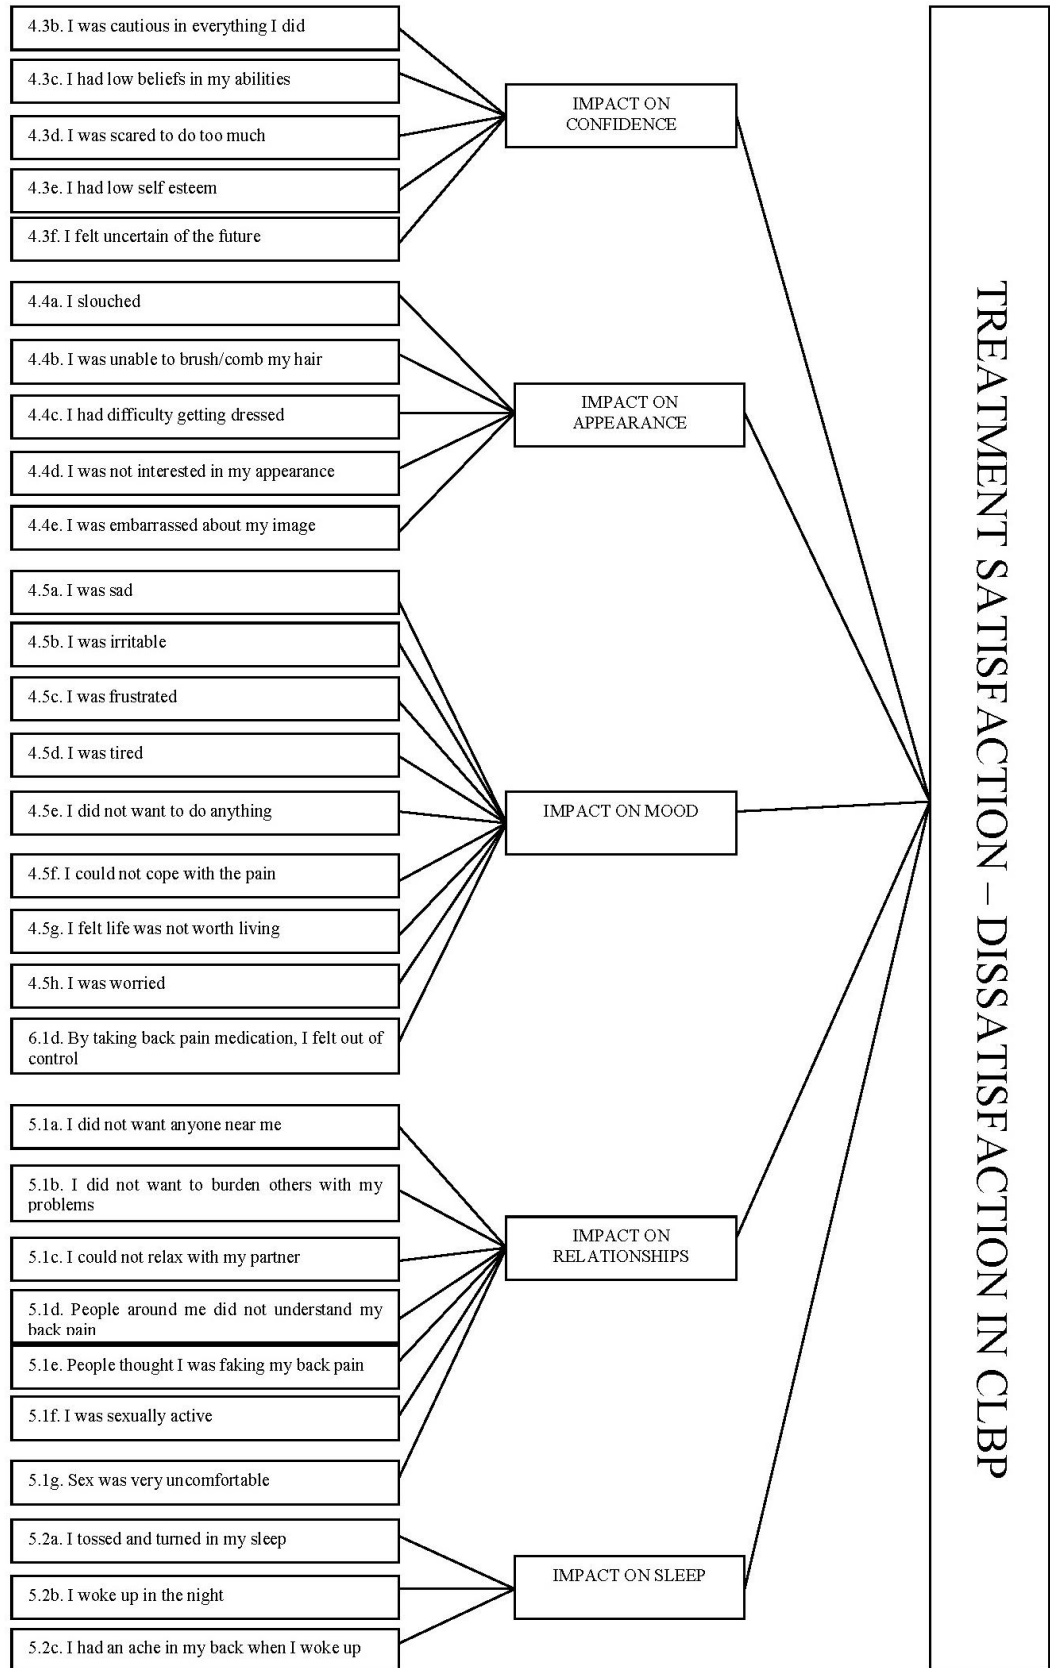 4.3b. I was cautious in everything I did
4.3c. I had low beliefs in my abilities
4.3d. I was scared to do too much
4.3e. I had low self esteem
4.3f. I felt uncertain of the future
IMPACT ON
CONFIDENCE
4.4a. I slouched
4.4b. I was unable to brush/comb my hair
4.4c. I had difficulty getting dressed
4.4d. I was not interested in my appearance
4.4e. I was embarrassed about my image
IMPACT ON
APPEARANCE
4.5a. I was sad
4.5b. I was irritable
4.5c. I was frustrated
4.5d. I was tired
4.5e. I did not want to do anything
4.5f. I could not cope with the pain
4.5g. I felt life was not worth living
4.5h. I was worried
6.1d. By taking back pain medication, I felt out of
control
IMPACT ON MOOD
5.1a. I did not want anyone near me
5.1b. I did not want to burden others with my
problems
5.1c. I could not relax with my partner
5.1d. People around me did not understand my
back pain
5.1e. People thought I was faking my back pain
5.1f. I was sexually active
5.1g. Sex was very uncomfortable
IMPACT ON
RELATIONSHIPS
5.2a. I tossed and turned in my sleep
5.2b. I woke up in the night
5.2c. I had an ache in my back when I woke up
IMPACT ON SLEEP
TREATMENT SATISFACTION – DISSATISFACTION IN CLBP